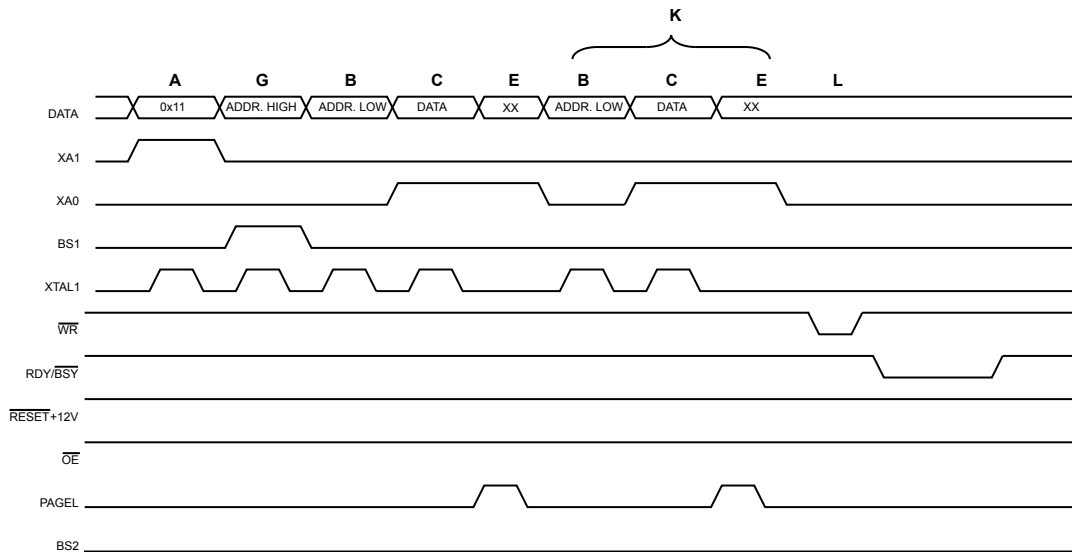 K
A G B C E B C E L
DATA 0x11 ADDR. HIGH ADDR. LOW DATA XX ADDR. LOW DATA XX
XA1
XA0
BS1
XTAL1
WR
RDY/BSY
RESET+12V
OE
PAGEL
BS2